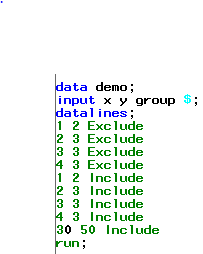 data demo;
input x y group $;
datalines;
1 2 Exclude
2 3 Exclude
3 3 Exclude
4 3 Exclude
1 2 Include
2 3 Include
3 3 Include
4 3 Include
30 50 Include
run;